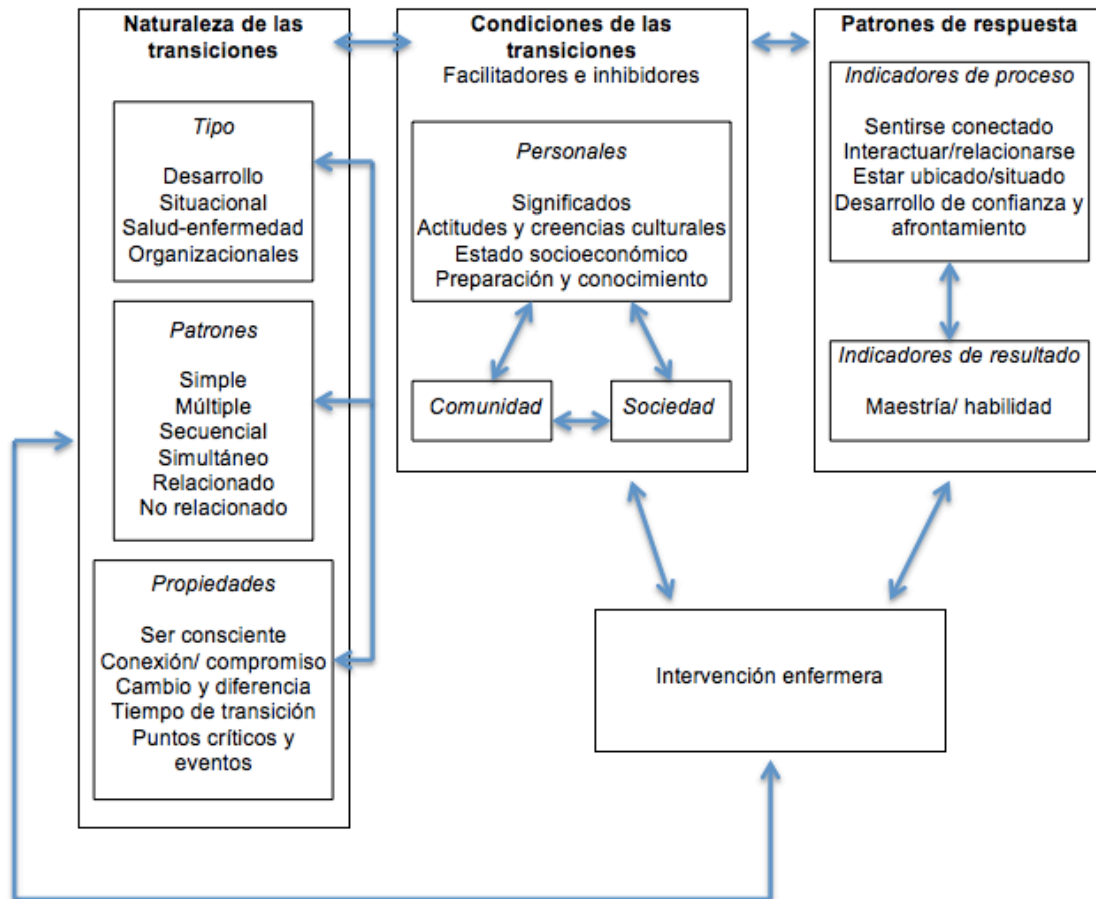 Naturaleza de las
transiciones
Tipo
Desarrollo
Situacional
Salud-enfermedad
Organizacionales
Patrones
Simple
Múltiple
Secuencial
Simultáneo
Relacionado
No relacionado
Propiedades
Ser consciente
Conexión/ compromiso
Cambio y diferencia
Tiempo de transición
Puntos críticos y
eventos
Condiciones de las
transiciones
Facilitadores e inhibidores
Personales
Significados
Actitudes y creencias culturales
Estado socioeconómico
Preparación y conocimiento
Comunidad
Sociedad
Patrones de respuesta
Indicadores de proceso
Sentirse conectado
Interactuar/relacionarse
Estar ubicado/situado
Desarrollo de confianza y
afrontamiento
Indicadores de resultado
Maestría/ habilidad
Intervención enfermera